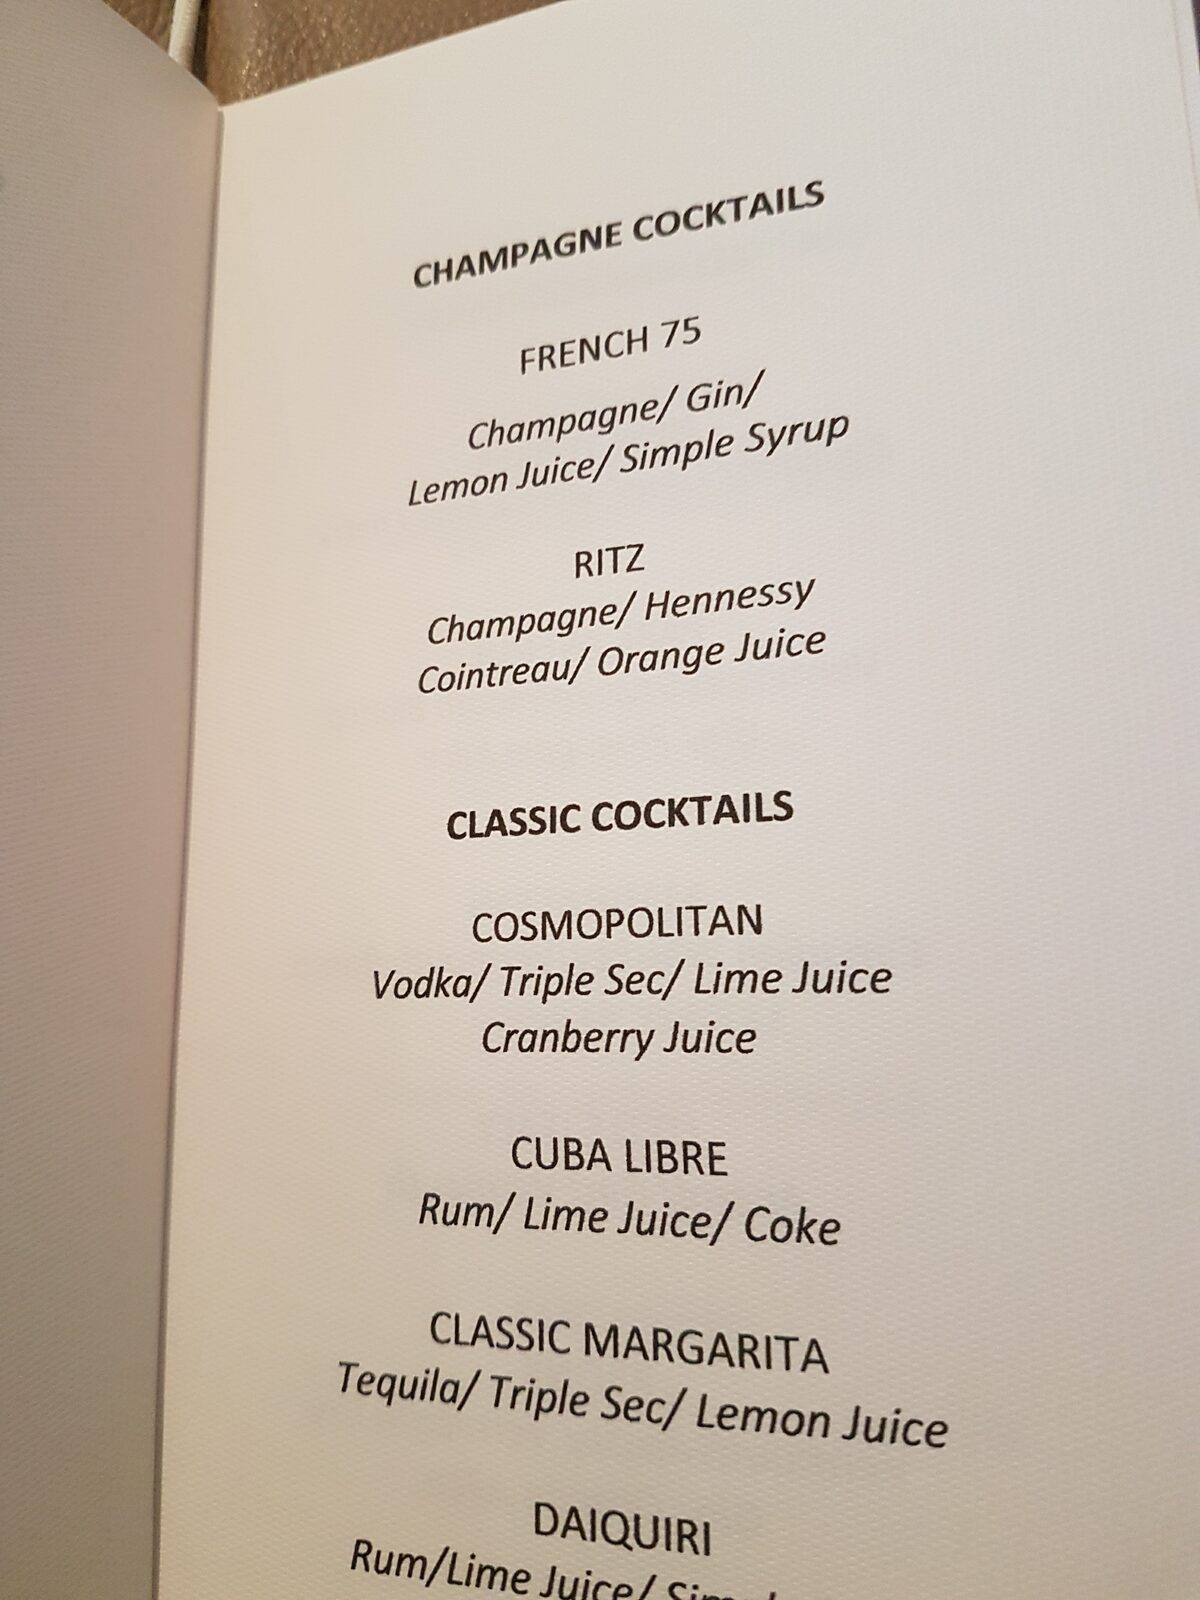 CHAMPAGNE COCKTAILS
FRENCH 75
Champagne/ Gin/
Lemon Juice/ Simple Syrup
RITZ
Champagne/ Hennessy
Cointreau/ Orange Juice
CLASSIC COCKTAILS
COSMOPOLITAN
Vodka/ Triple Sec/ Lime Juice
Cranberry Juice
CUBA LIBRE
Rum/ Lime Juice/ Coke
CLASSIC MARGARITA
Tequila/ Triple Sec/ Lemon Juice
DAIQUIRI
Rum/Lime Juice/